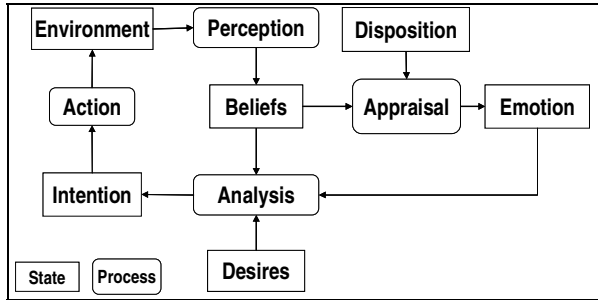 Environment
Perception
Disposition
Action
Beliefs
Appraisal
Emotion
Intention
Analysis
State
Process
Desires